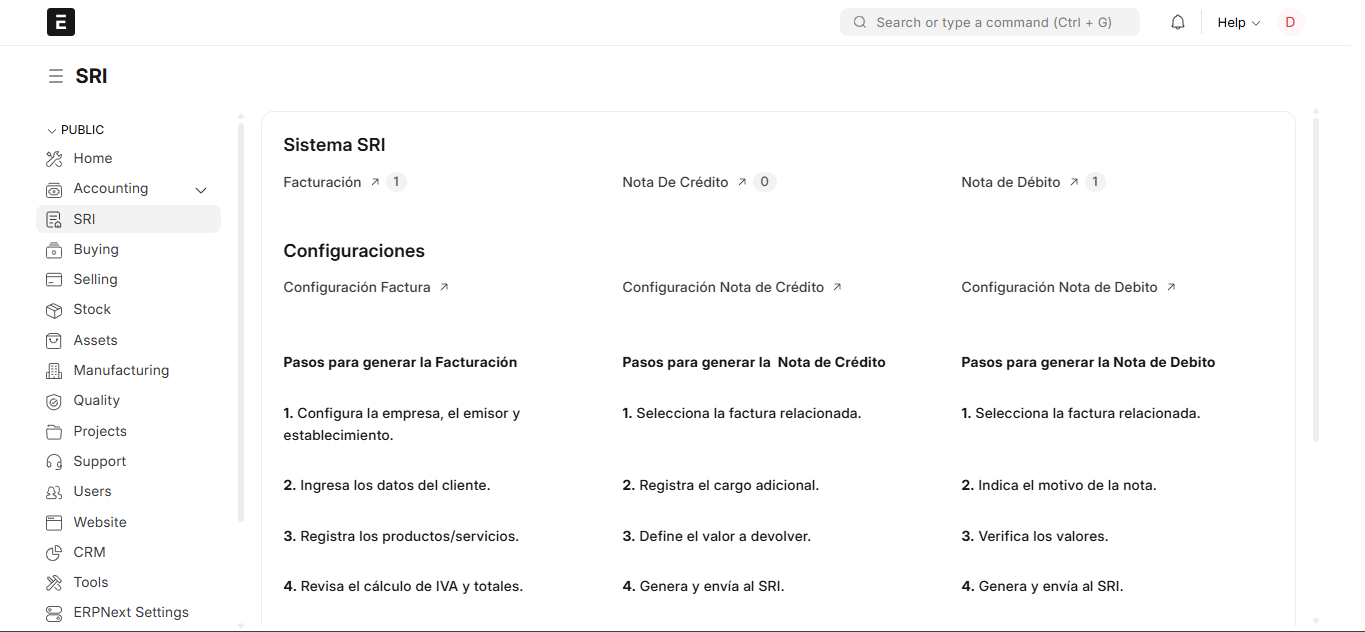 E
Search or type a command (Ctrl + G)
Help
D
SRI
PUBLIC
Home
Accounting
SRI
Buying
Selling
Stock
Assets
Manufacturing
Quality
Projects
Support
Users
Website
CRM
Tools
ERPNext Settings
Sistema SRI
Facturación 1
Nota De Crédito 0
Nota de Débito 1
Configuraciones
Configuración Factura
Configuración Nota de Crédito
Configuración Nota de Debito
Pasos para generar la Facturación
1. Configura la empresa, el emisor y
establecimiento.
2. Ingresa los datos del cliente.
3. Registra los productos/servicios.
4. Revisa el cálculo de IVA y totales.
Pasos para generar la  Nota de Crédito
1. Selecciona la factura relacionada.
2. Registra el cargo adicional.
3. Define el valor a devolver.
4. Genera y envía al SRI.
Pasos para generar la Nota de Debito
1. Selecciona la factura relacionada.
2. Indica el motivo de la nota.
3. Verifica los valores.
4. Genera y envía al SRI.